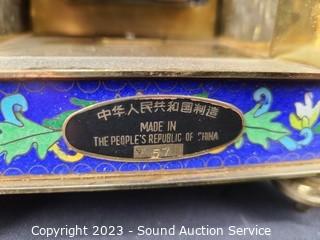 中华人民共和国制造
MADE IN
THE PEOPLE'S REPUBLIC OF CHINA
57
Copyright 2023 - Sound Auction Service